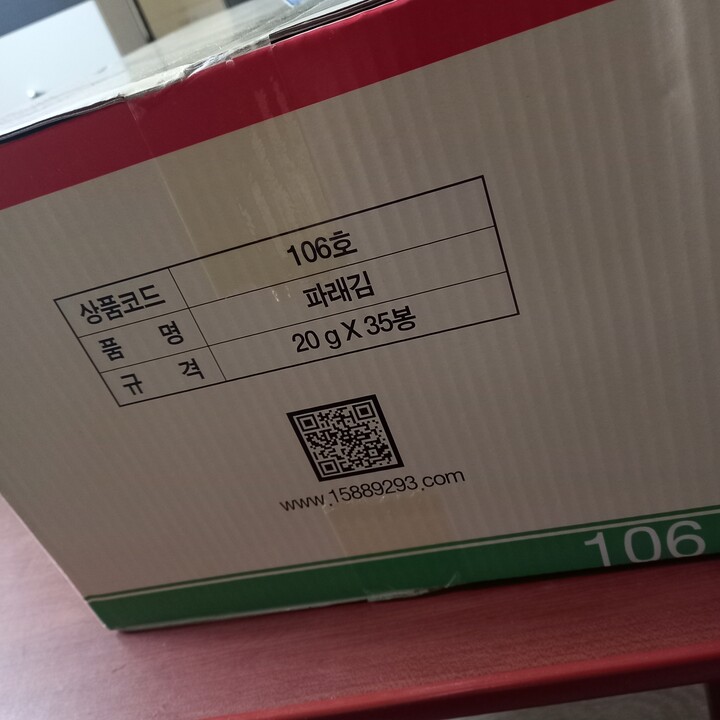 상품코드 106호
품 명 파래김
규 격 20 g X 35봉
www.15889293.com
106